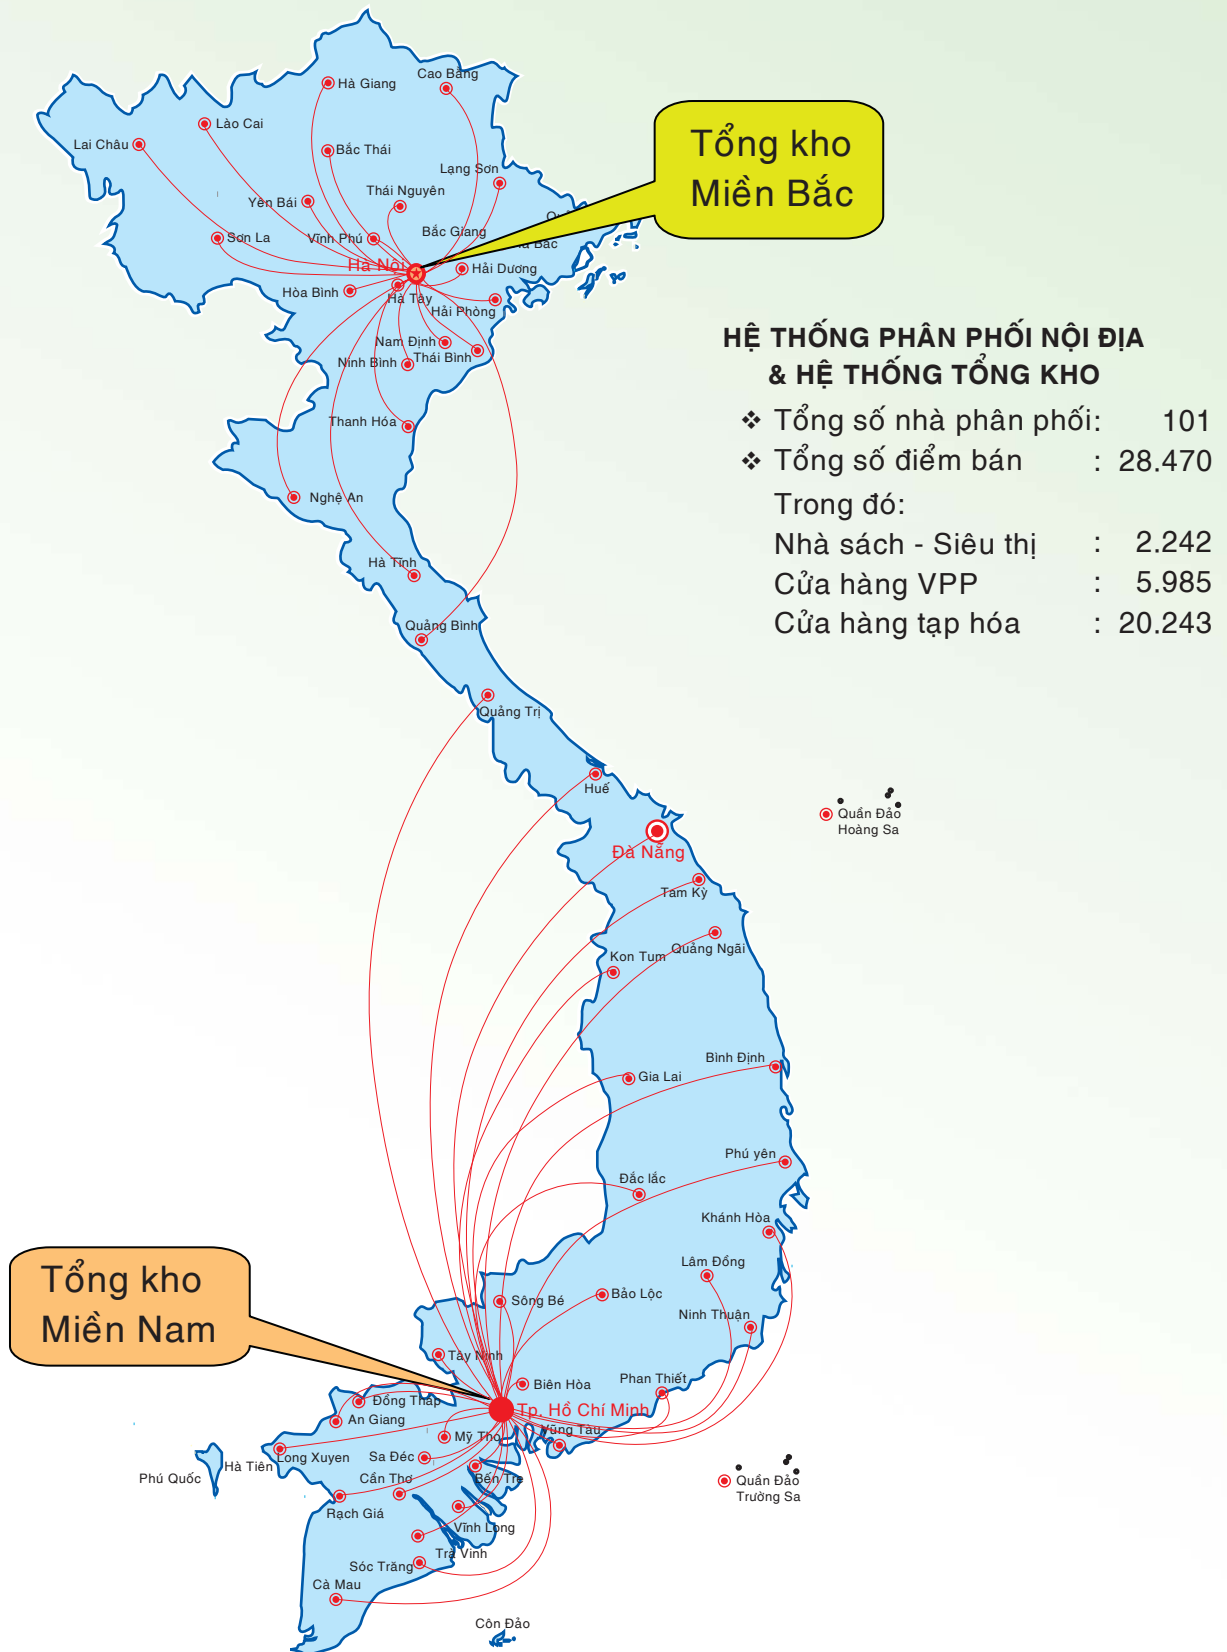 Hà Giang
Cao Bằng
Lào Cai
Lai Châu
Bắc Thái
Lạng Sơn
Thái Nguyên
Yên Bái
Sơn La
Vĩnh Phú
Bắc Giang
Bắc
Hà Nội
Hải Dương
Hòa Bình
Hà Tây
Hải Phòng
Nam Định
Ninh Bình
Thái Bình
Thanh Hóa
Nghệ An
Hà Tĩnh
Quảng Bình
Quảng Trị
Huế
Đà Nẵng
Tam Kỳ
Quảng Ngãi
Kon Tum
Bình Định
Gia Lai
Phú yên
Đắc lắc
Khánh Hòa
Lâm Đồng
Bảo Lộc
Sông Bé
Ninh Thuận
Tây Ninh
Biên Hòa
Phan Thiết
Đồng Tháp
Tp. Hồ Chí Minh
An Giang
Mỹ Tho
Vũng Tàu
Long Xuyen
Sa Đéc
Hà Tiên
Phú Quốc
Cần Thơ
Bến Tre
Rạch Giá
Vĩnh Long
Trà Vinh
Sóc Trăng
Cà Mau
Côn Đảo
Quần Đảo
Hoàng Sa
Quần Đảo
Trường Sa
Tổng kho
Miền Bắc
Tổng kho
Miền Nam
HỆ THỐNG PHÂN PHỐI NỘI ĐỊA
& HỆ THỐNG TỔNG KHO
❖ Tổng số nhà phân phối: 101
❖ Tổng số điểm bán : 28.470
Trong đó:
Nhà sách - Siêu thị : 2.242
Cửa hàng VPP : 5.985
Cửa hàng tạp hóa : 20.243